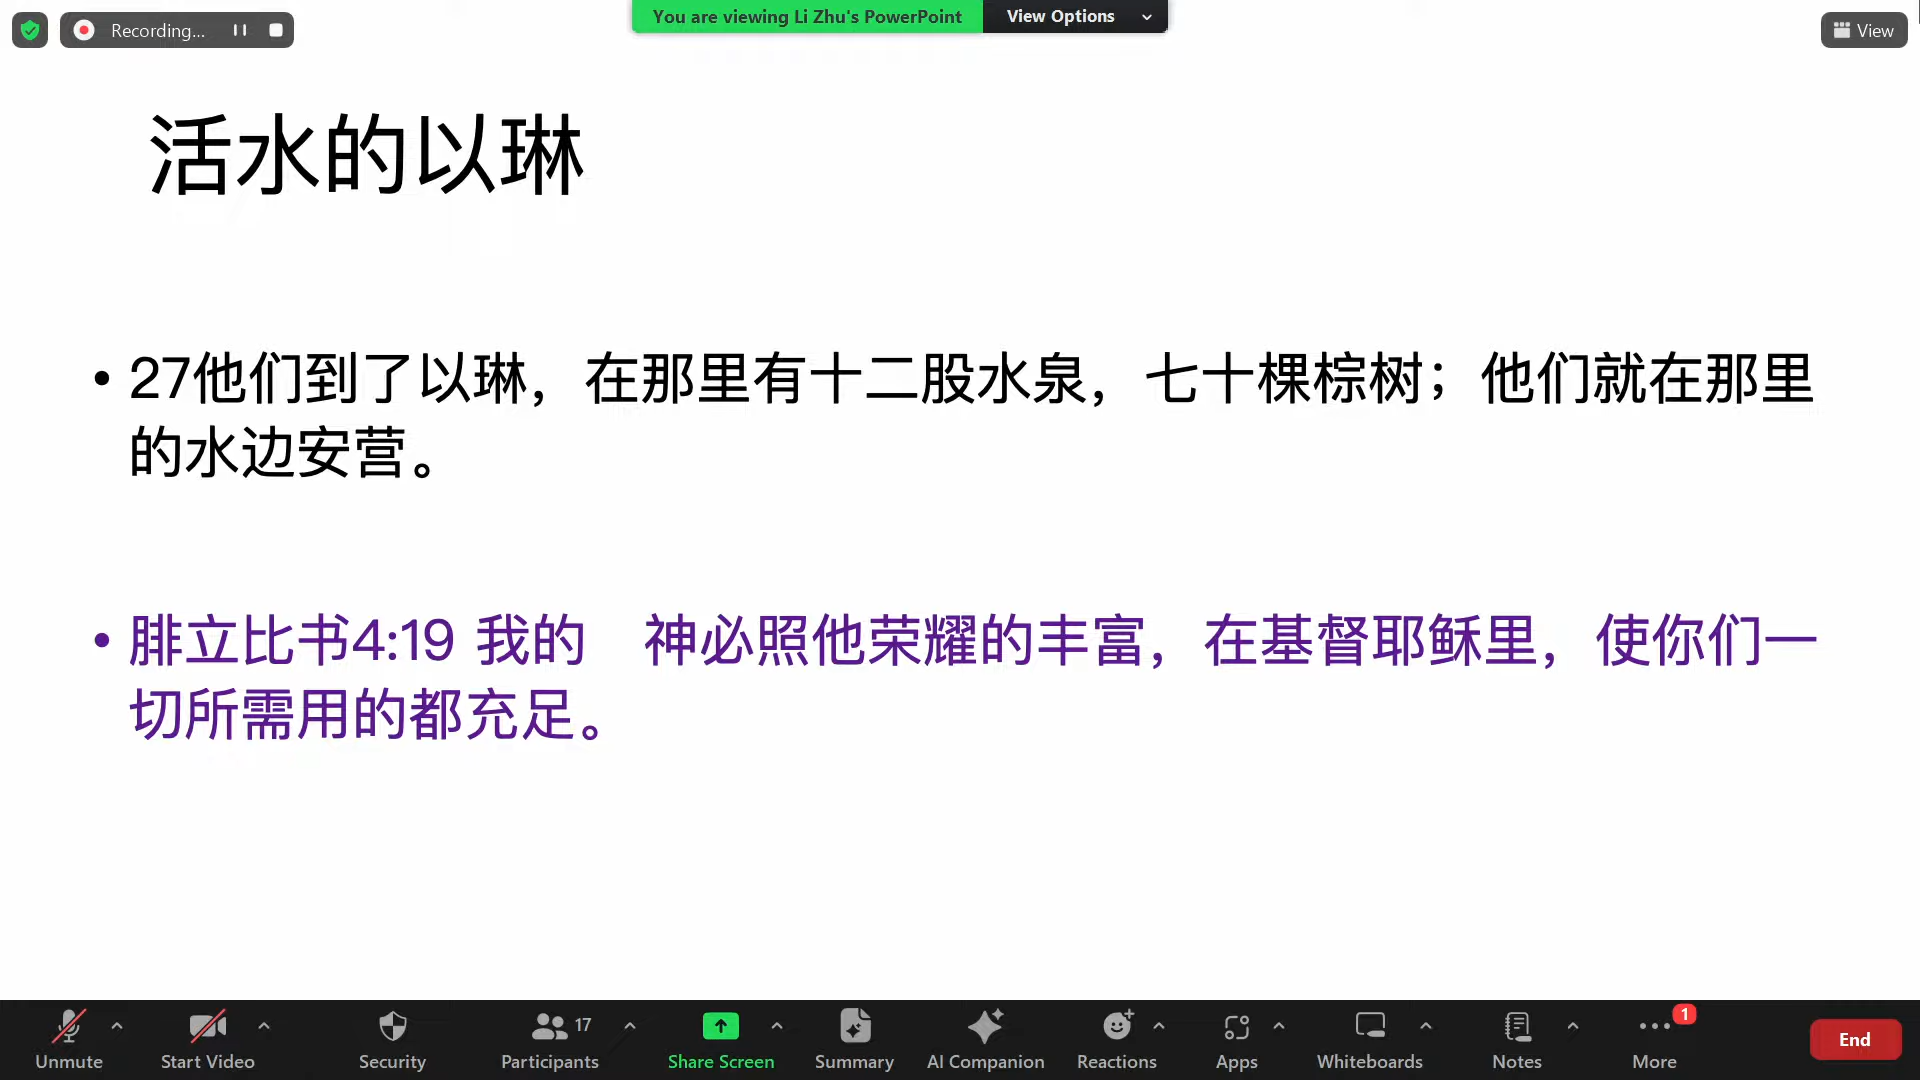 Recording...
You are viewing Li Zhu's PowerPoint
View Options
View
活水的以琳
• 27他们到了以琳，在那里有十二股水泉，七十棵棕树；他们就在那里
的水边安营。
• 腓立比书4:19 我的　神必照他荣耀的丰富，在基督耶稣里，使你们一
切所需用的都充足。
Unmute
Start Video
Security
17
Participants
Share Screen
Summary
AI Companion
Reactions
Apps
Whiteboards
Notes
1
More
End